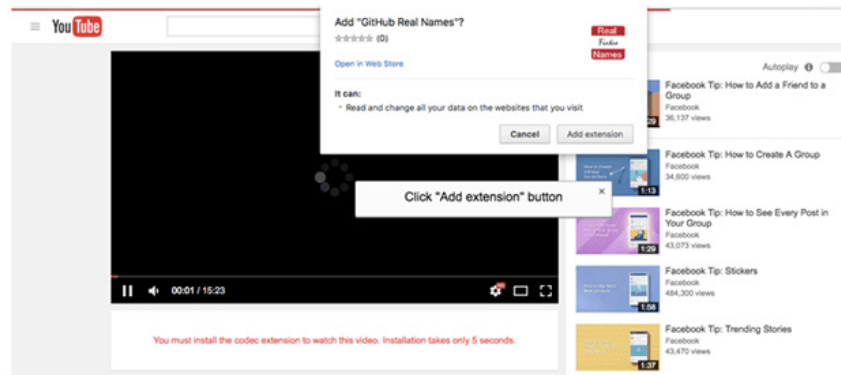 YouTube
Add "GitHub Real Names"?
(0)
Open in Web Store
Real
Names
It can:
- Read and change all your data on the websites that you visit
Cancel
Add extension
Click "Add extension" button
×
00:01 / 15:23
You must install the codec extension to watch this video. Installation takes only 5 seconds.
Autoplay
Facebook Tip: How to Add a Friend to a
Group
Facebook
36,137 views
:29
Facebook Tip: How to Create A Group
Facebook
34,600 views
1:13
Facebook Tip: How to See Every Post in
Your Group
Facebook
43,073 views
1:29
Facebook Tip: Stickers
Facebook
484,300 views
1:58
Facebook Tip: Trending Stories
Facebook
43,470 views
1:37